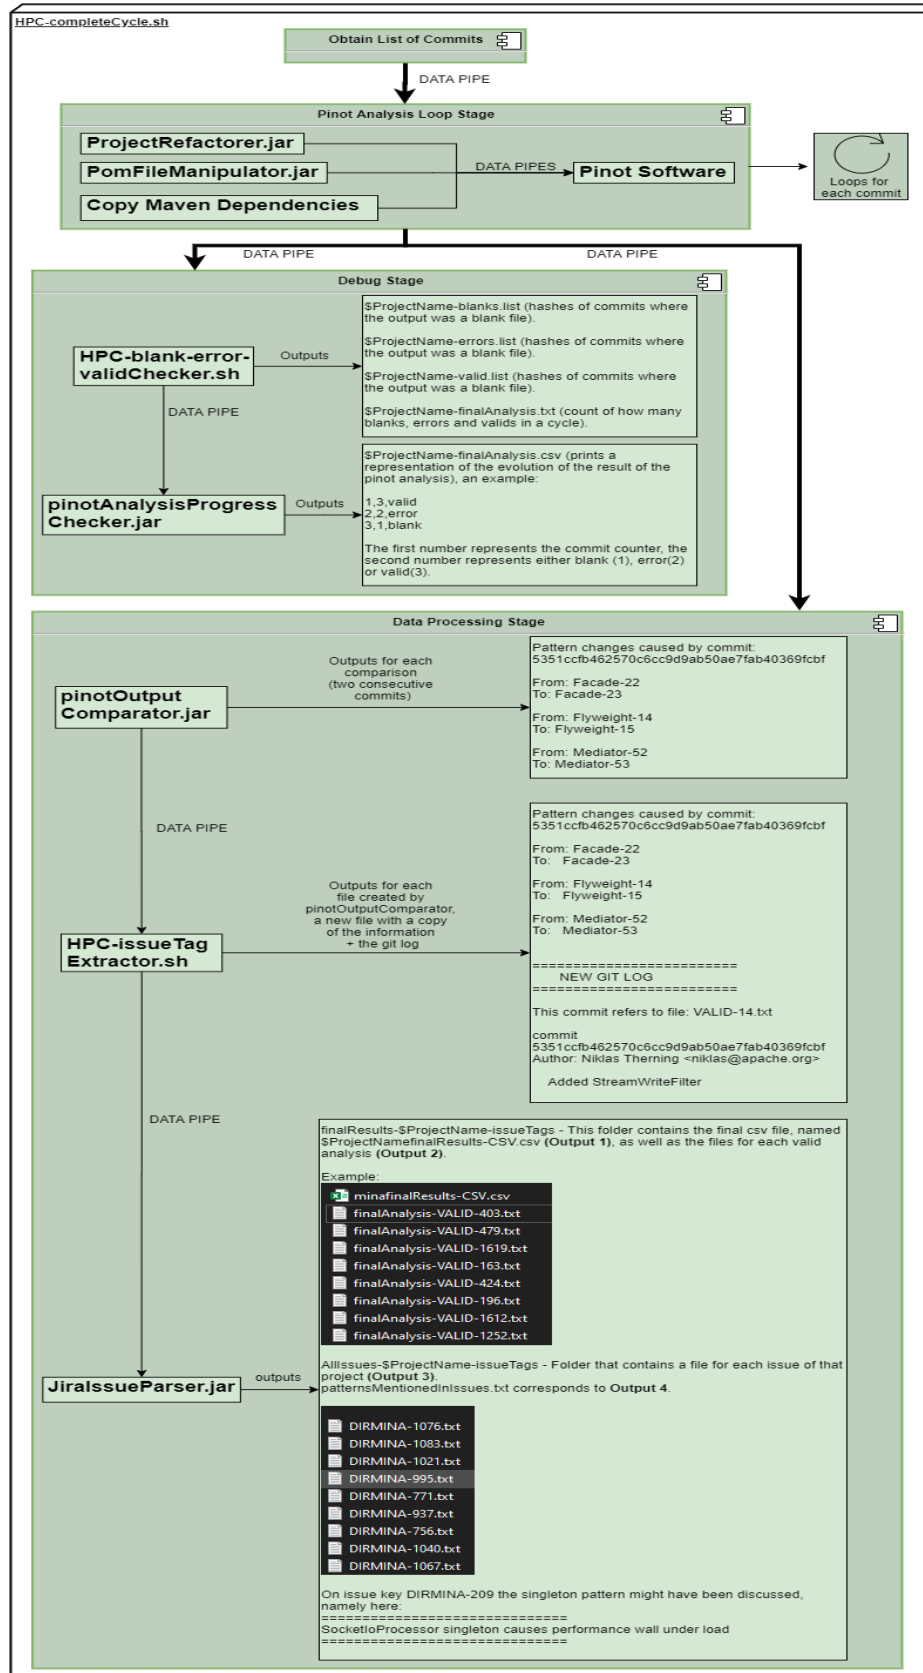 HPC-completeCycle.sh
Obtain List of Commits
DATA PIPE
Pinot Analysis Loop Stage
ProjectRefactorer.jar
PomFileManipulator.jar
Copy Maven Dependencies
DATA PIPES
Pinot Software
Loops for
each commit
DATA PIPE
DATA PIPE
Debug Stage
HPC-blank-error-
validChecker.sh
Outputs
$ProjectName-blanks.list (hashes of commits where
the output was a blank file).
$ProjectName-errors.list (hashes of commits where
the output was a blank file).
$ProjectName-valid.list (hashes of commits where
the output was a blank file).
$ProjectName-finalAnalysis.txt (count of how many
blanks, errors and valids in a cycle).
DATA PIPE
pinotAnalysisProgress
Checker.jar
Outputs
$ProjectName-finalAnalysis.csv (prints a
representation of the evolution of the result of the
pinot analysis), an example:
1,3,valid
2,2,error
3,1,blank
The first number represents the commit counter, the
second number represents either blank (1), error(2)
or valid(3).
Data Processing Stage
pinotOutput
Comparator.jar
Outputs for each
comparison
(two consecutive
commits)
Pattern changes caused by commit:
5351ccfb462570c6cc9d9ab50ae7fab40369fcbf
From: Facade-22
To: Facade-23
From: Flyweight-14
To: Flyweight-15
From: Mediator-52
To: Mediator-53
DATA PIPE
HPC-issueTag
Extractor.sh
Outputs for each
file created by
pinotOutputComparator,
a new file with a copy
of the information
+ the git log
Pattern changes caused by commit:
5351ccfb462570c6cc9d9ab50ae7fab40369fcbf
From: Facade-22
To: Facade-23
From: Flyweight-14
To: Flyweight-15
From: Mediator-52
To: Mediator-53
=========================
NEW GIT LOG
=========================
This commit refers to file: VALID-14.txt
commit
5351ccfb462570c6cc9d9ab50ae7fab40369fcbf
Author: Niklas Therning <niklas@apache.org>
Added StreamWriteFilter
DATA PIPE
JiraIssueParser.jar
outputs
finalResults-$ProjectName-issueTags - This folder contains the final csv file, named
$ProjectNamefinalResults-CSV.csv (Output 1), as well as the files for each valid
analysis (Output 2).
Example:
minafinalResults-CSV.csv
finalAnalysis-VALID-403.txt
finalAnalysis-VALID-479.txt
finalAnalysis-VALID-1619.txt
finalAnalysis-VALID-163.txt
finalAnalysis-VALID-424.txt
finalAnalysis-VALID-196.txt
finalAnalysis-VALID-1612.txt
finalAnalysis-VALID-1252.txt
AllIssues-$ProjectName-issueTags - Folder that contains a file for each issue of that
project (Output 3).
patternsMentionedInIssues.txt corresponds to Output 4.
DIRMINA-1076.txt
DIRMINA-1083.txt
DIRMINA-1021.txt
DIRMINA-995.txt
DIRMINA-771.txt
DIRMINA-937.txt
DIRMINA-756.txt
DIRMINA-1040.txt
DIRMINA-1067.txt
On issue key DIRMINA-209 the singleton pattern might have been discussed,
namely here:
==============================
SocketIoProcessor singleton causes performance wall under load
==============================